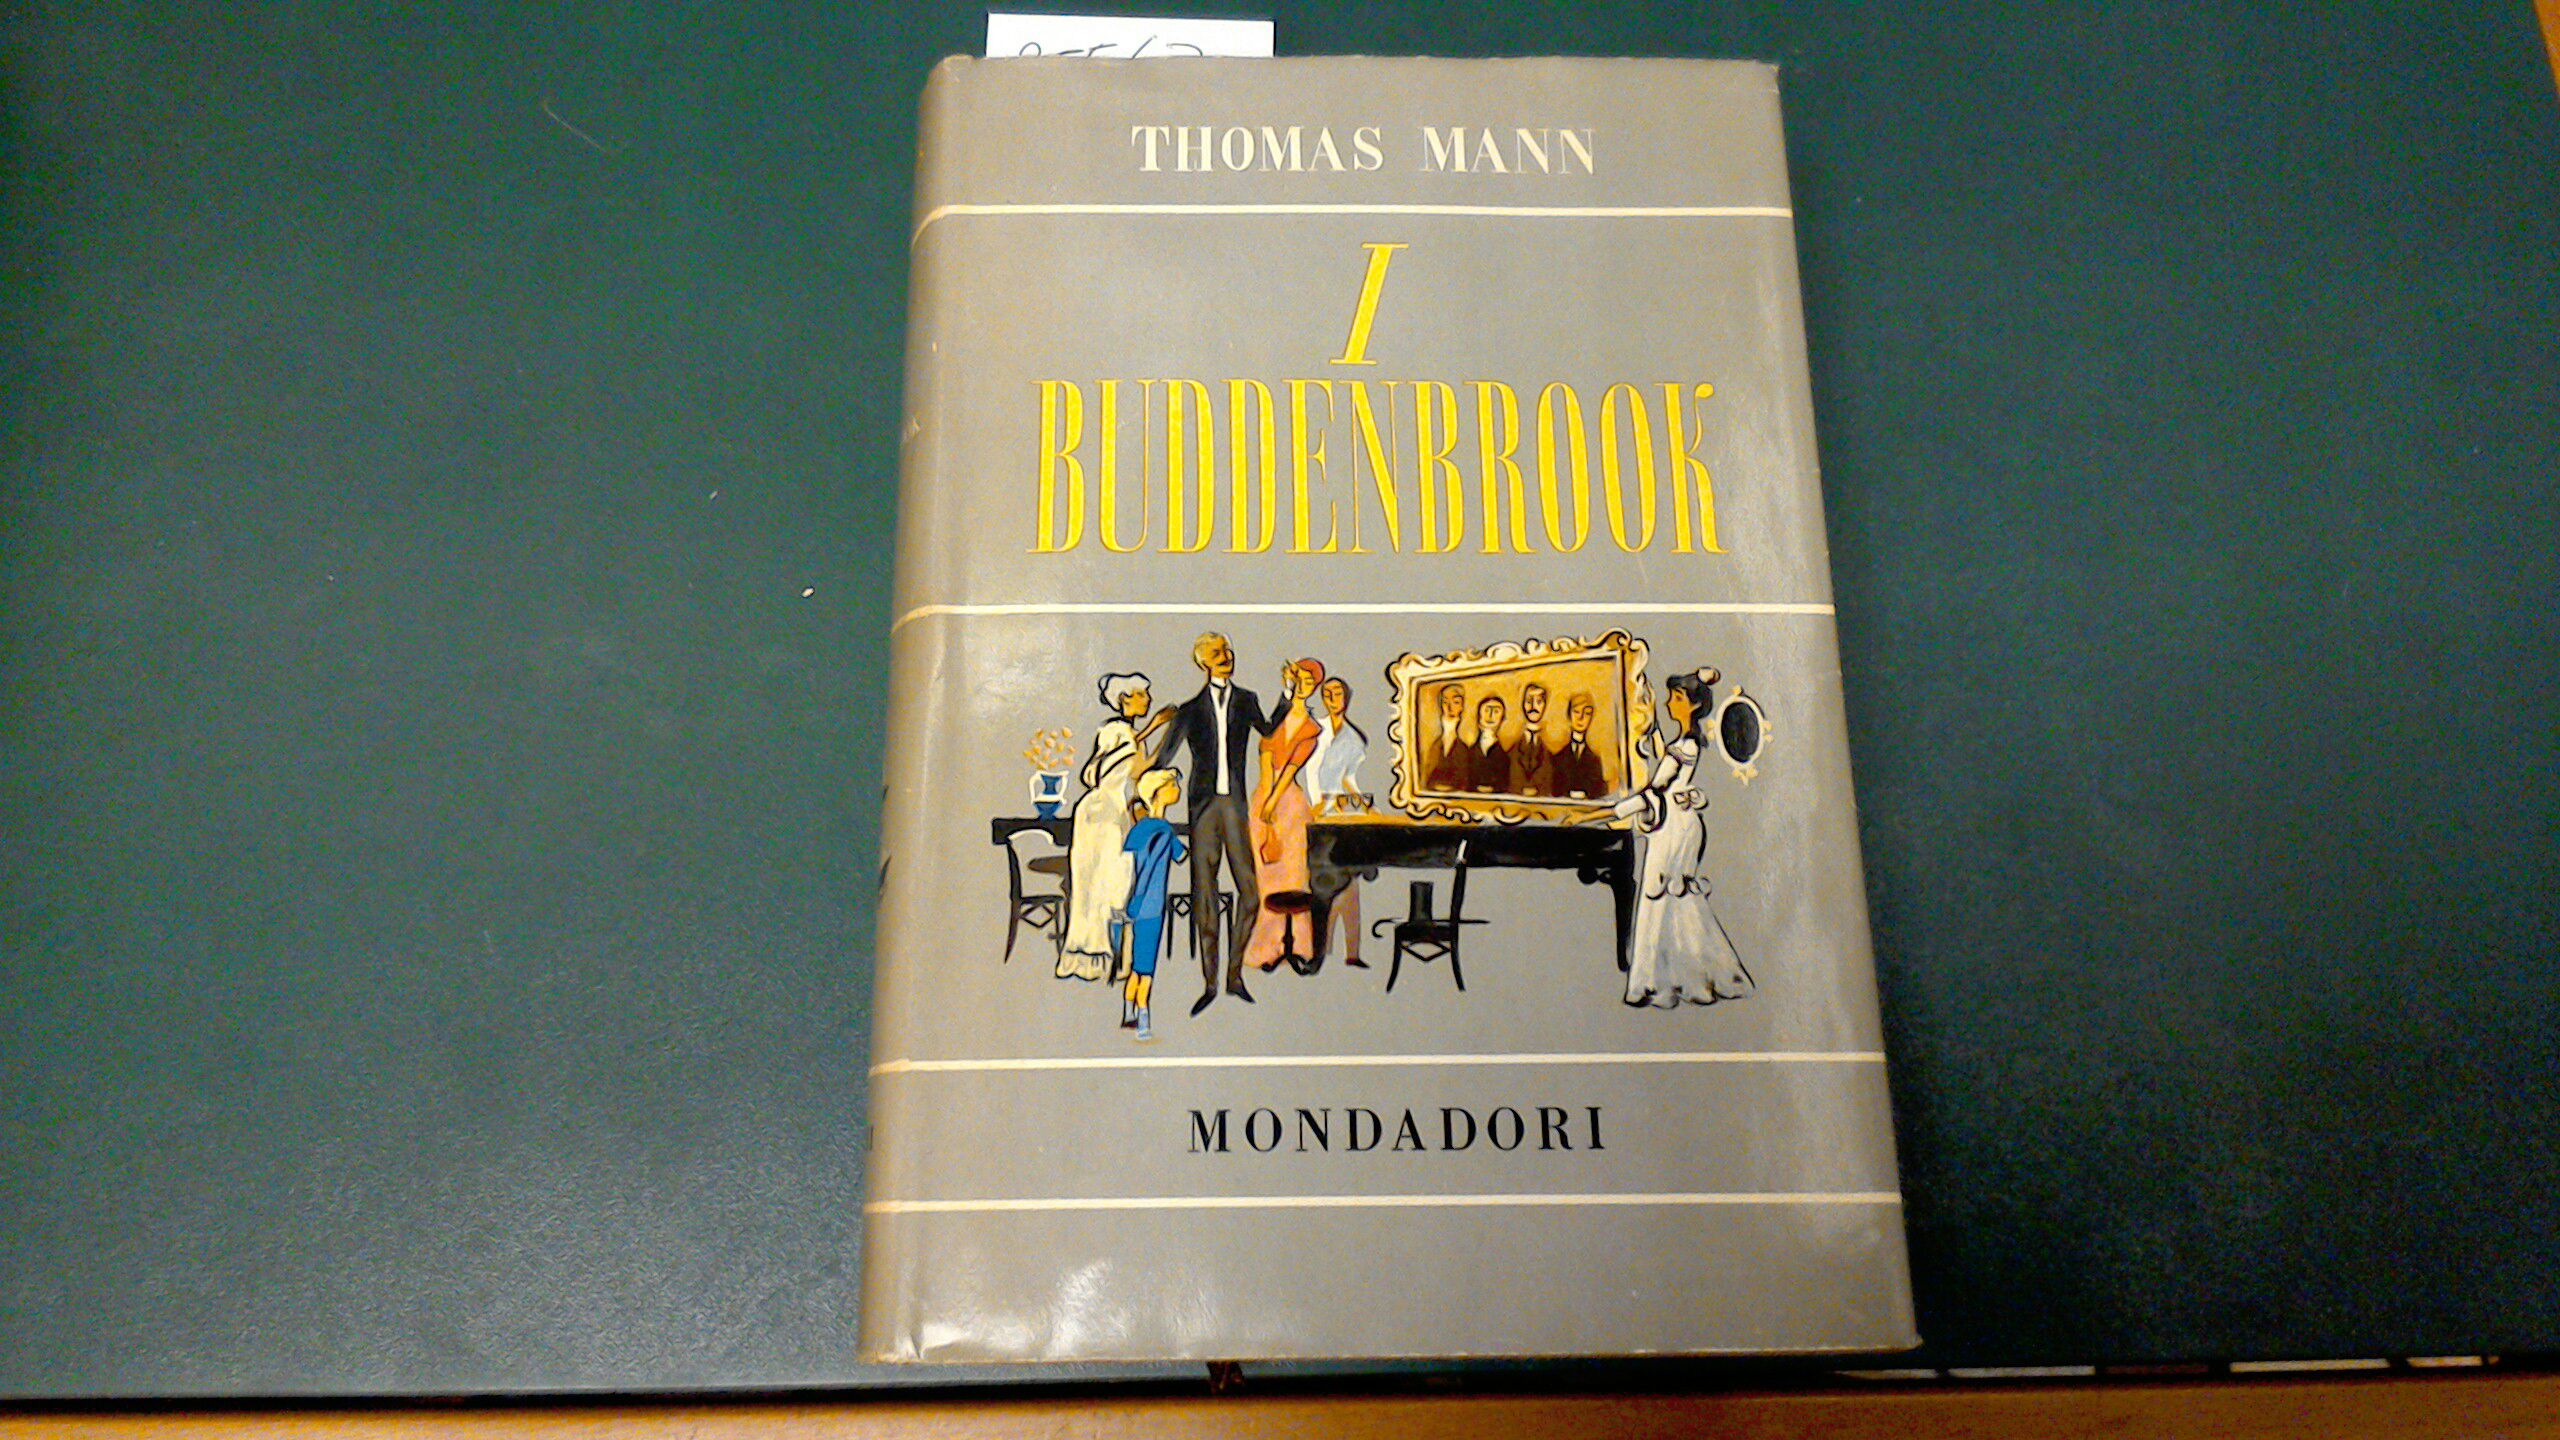 THOMAS MANN
I
BUDDENBROOK
MONDADORI